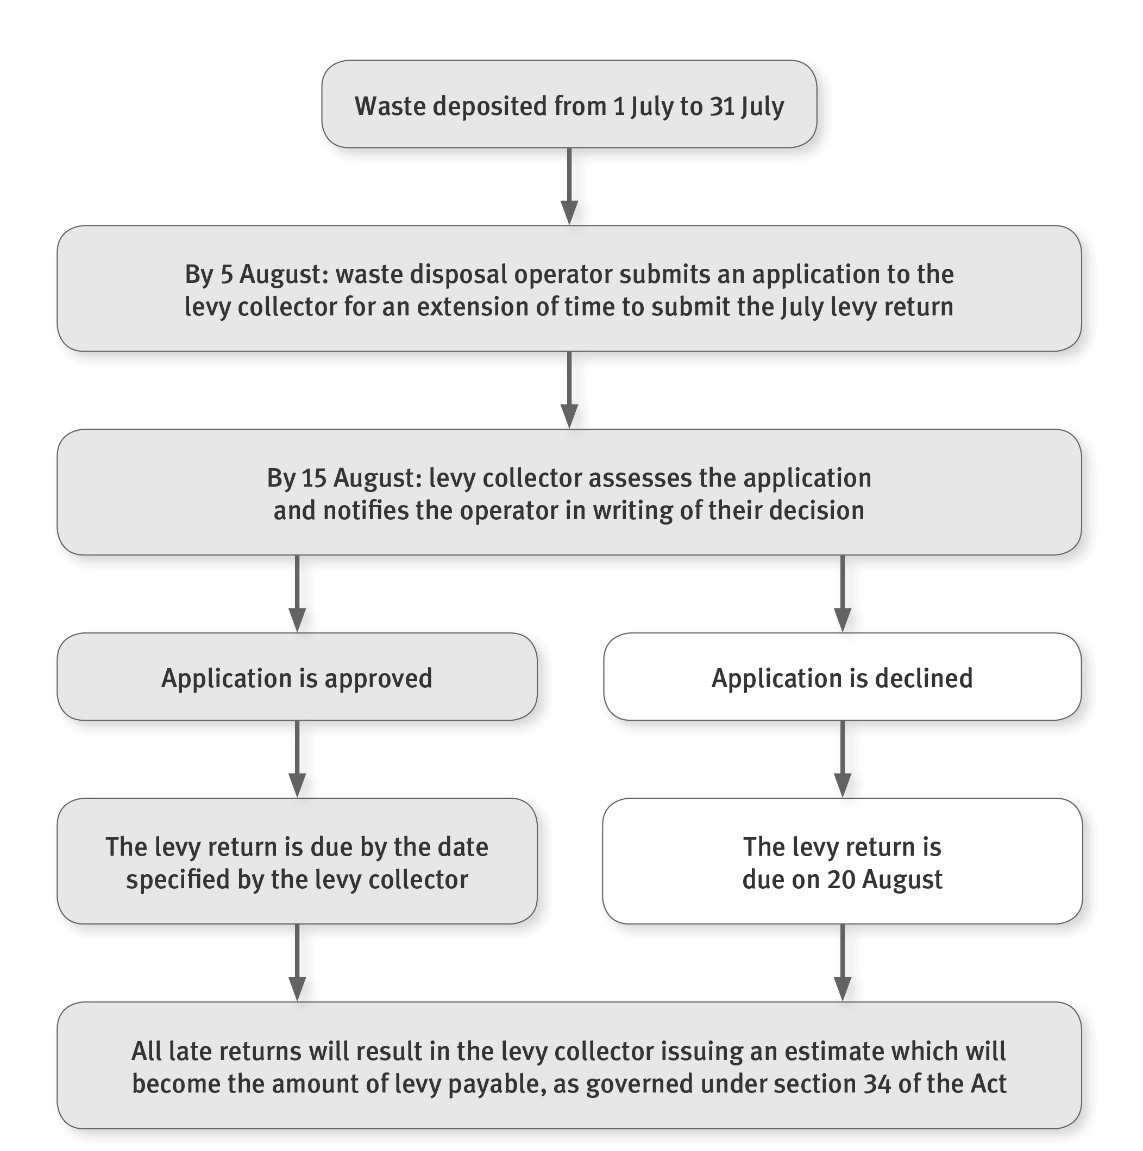 Waste deposited from 1 July to 31 July
By 5 August: waste disposal operator submits an application to the
levy collector for an extension of time to submit the July levy return
By 15 August: levy collector assesses the application
and notifies the operator in writing of their decision
Application is approved
Application is declined
The levy return is due by the date
specified by the levy collector
The levy return is
due on 20 August
All late returns will result in the levy collector issuing an estimate which will
become the amount of levy payable, as governed under section 34 of the Act